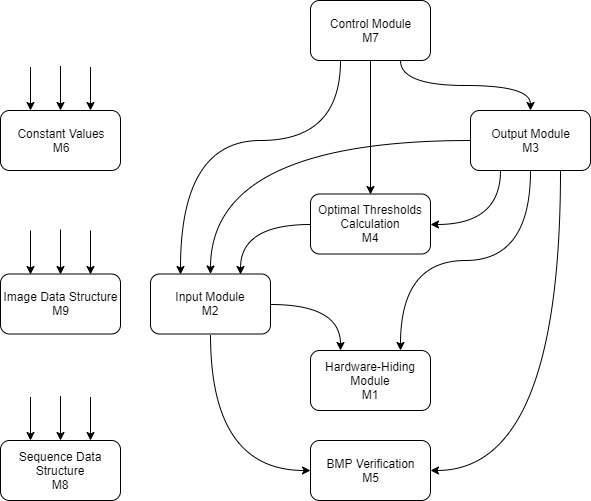 Control Module
M7
Constant Values
M6
Output Module
M3
Optimal Thresholds
Calculation
M4
Image Data Structure
M9
Input Module
M2
Hardware-Hiding
Module
M1
Sequence Data
Structure
M8
BMP Verification
M5